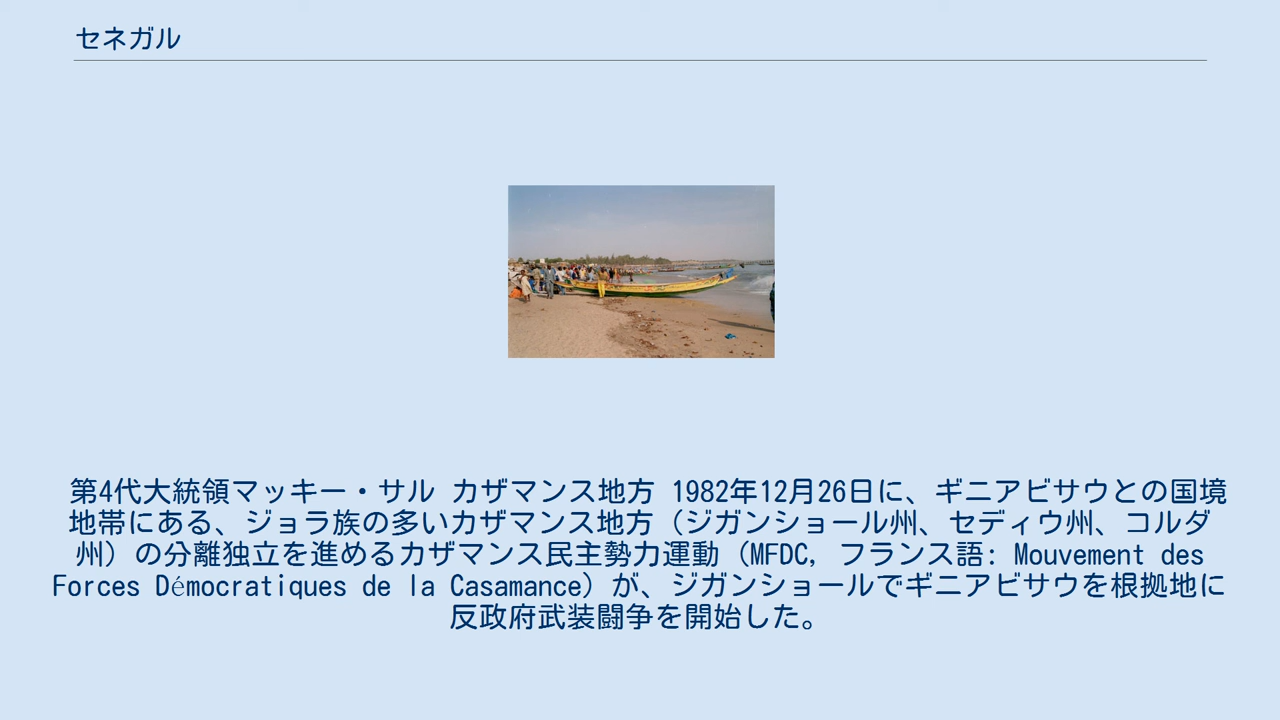 セネガル
第4代大統領マッキー・サル カザマンス地方 1982年12月26日に、ギニアビサウとの国境
地帯にある、ジョラ族の多いカザマンス地方（ジガンショール州、セディウ州、コルダ
州）の分離独立を進めるカザマンス民主勢力運動（MFDC, フランス語: Mouvement des
Forces Démocratiques de la Casamance）が、ジガンショールでギニアビサウを根拠地に
反政府武装闘争を開始した。